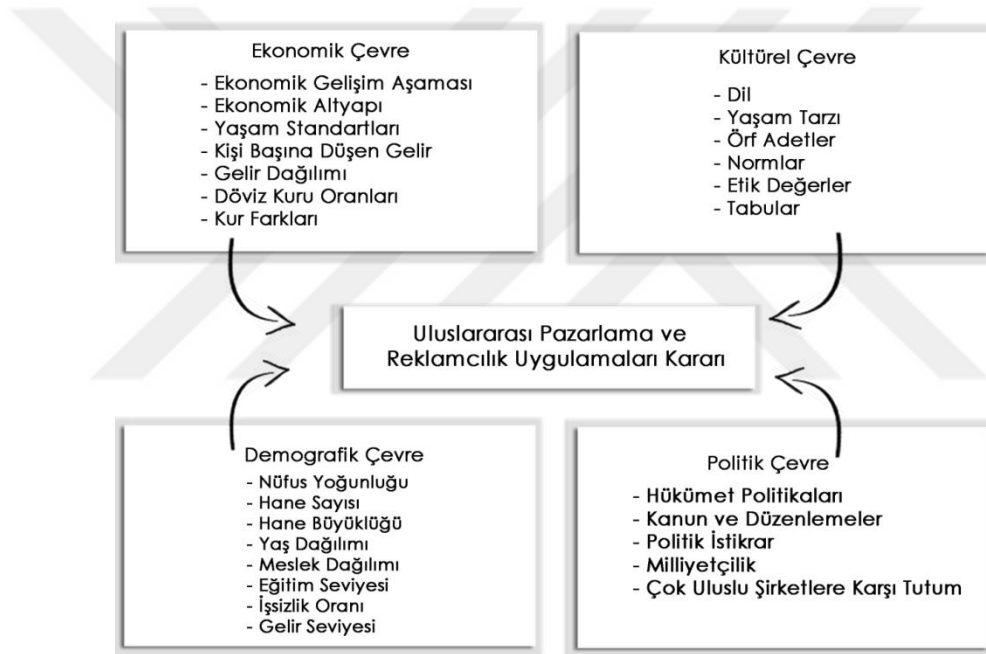 Ekonomik Çevre
- Ekonomik Gelişim Aşaması
- Ekonomik Altyapı
- Yaşam Standartları
- Kişi Başına Düşen Gelir
- Gelir Dağılımı
- Döviz Kuru Oranları
- Kur Farkları
Kültürel Çevre
- Dil
- Yaşam Tarzı
- Örf Adetler
- Normlar
- Etik Değerler
- Tabular
Uluslararası Pazarlama ve
Reklamcılık Uygulamaları Kararı
Demografik Çevre
- Nüfus Yoğunluğu
- Hane Sayısı
- Hane Büyüklüğü
- Yaş Dağılımı
- Meslek Dağılımı
- Eğitim Seviyesi
- İşsizlik Oranı
- Gelir Seviyesi
Politik Çevre
- Hükümet Politikaları
- Kanun ve Düzenlemeler
- Politik İstikrar
- Milliyetçilik
- Çok Uluslu Şirketlere Karşı Tutum